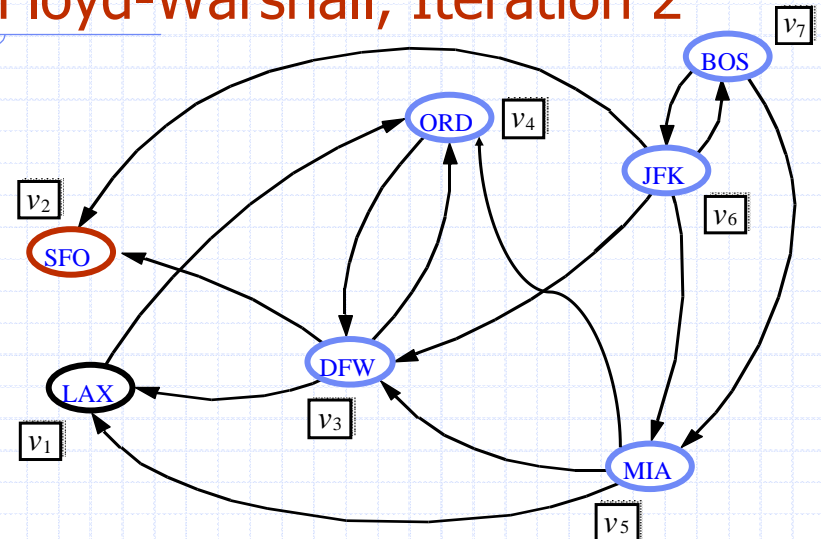 Floyd-Warshall, Iteration 2
v7
BOS
ORD
v4
JFK
v2
v6
SFO
DFW
LAX
v3
v1
MIA
v5